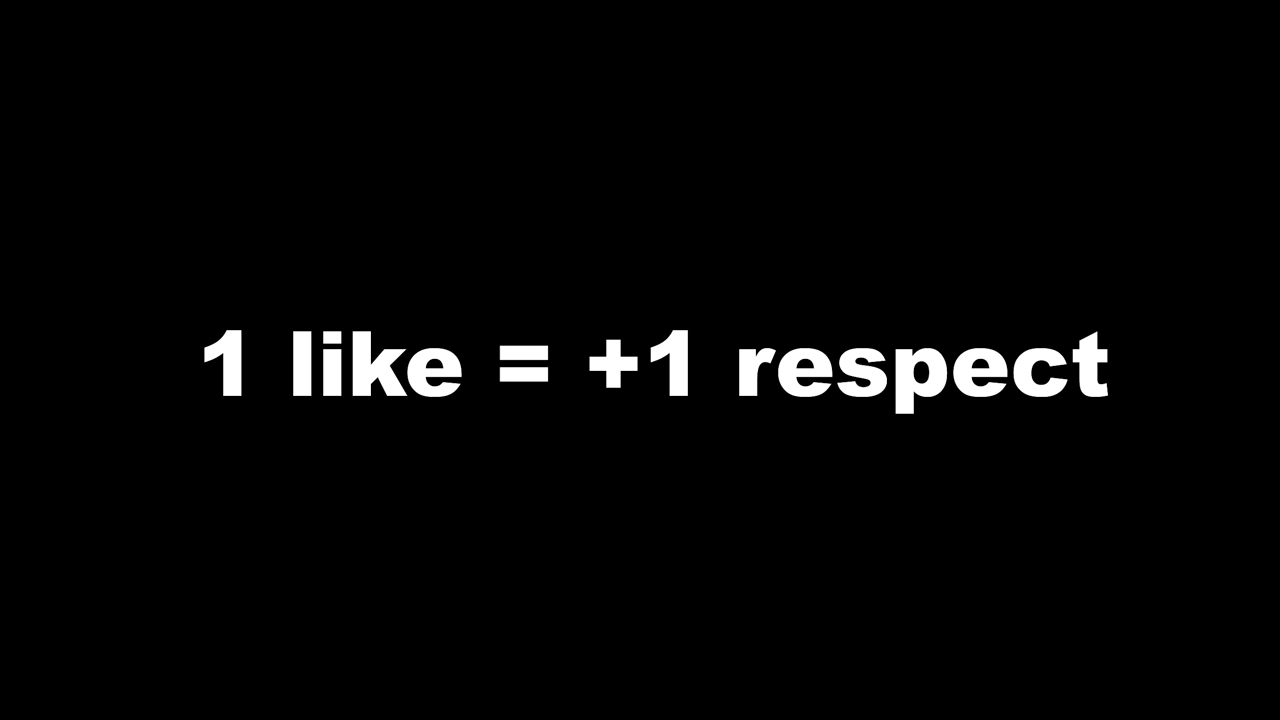 1 like = +1 respect